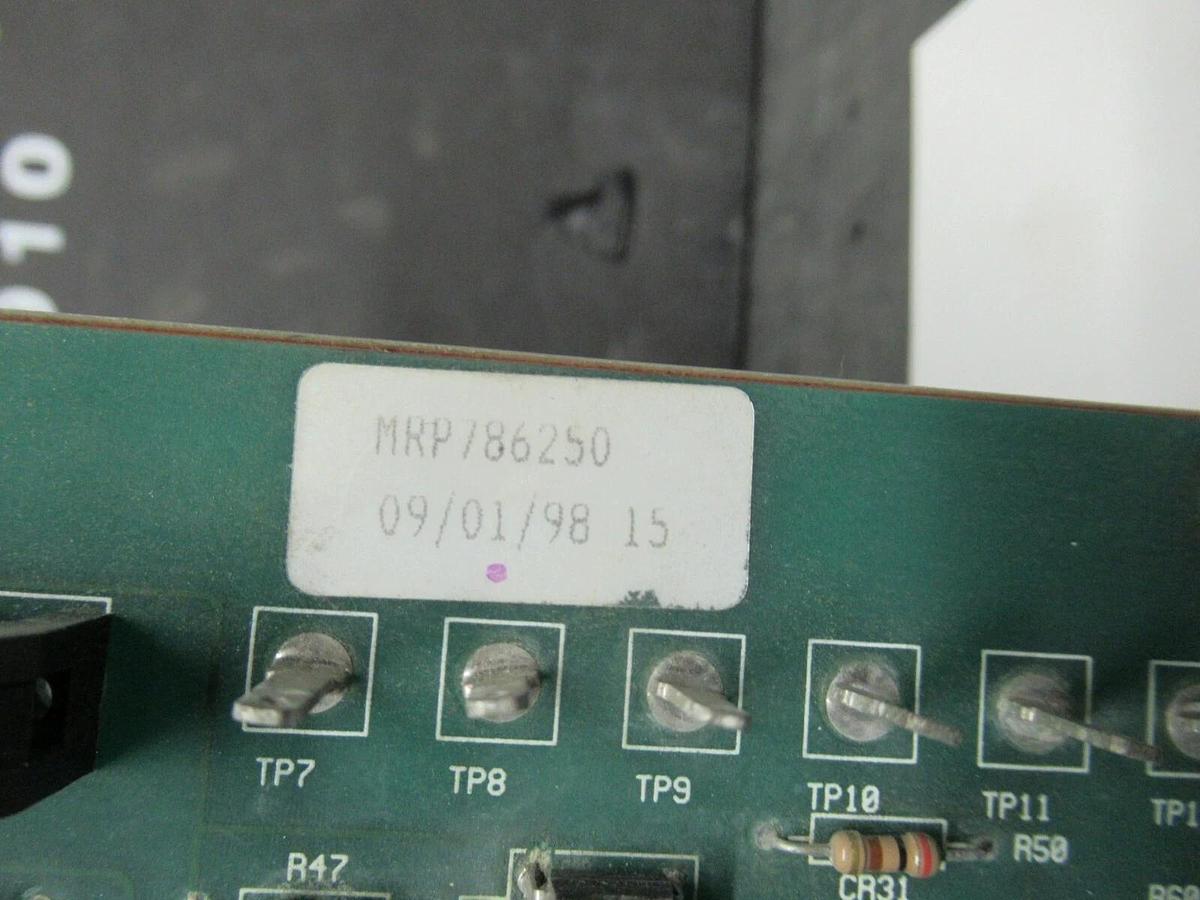 010
MRP786250
09/01/98 15
TP7
TP8
TP9
TP10
TP11
R50
R47
CR31